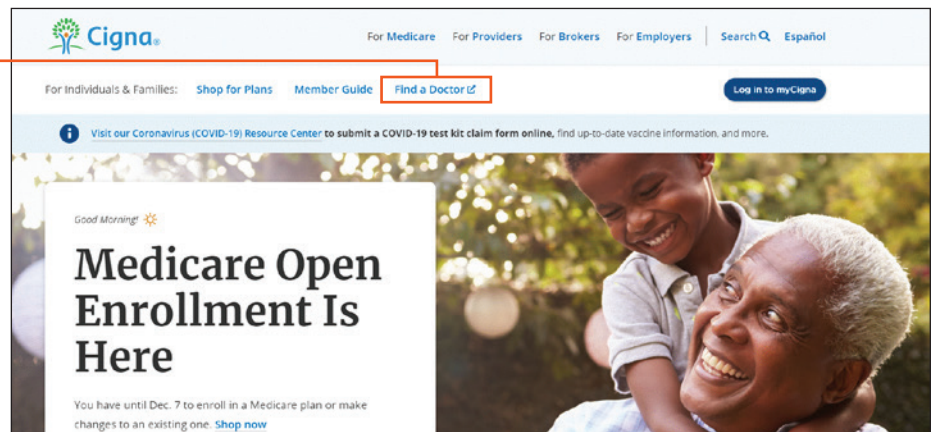 Cigna®
For Medicare For Providers For Brokers For Employers Search Español
For Individuals & Families: Shop for Plans Member Guide Find a Doctor Log in to myCigna
Visit our Coronavirus (COVID-19) Resource Center to submit a COVID-19 test kit claim form online, find up-to-date vaccine information, and more.
Good Morning!
Medicare Open
Enrollment Is
Here
You have until Dec. 7 to enroll in a Medicare plan or make
changes to an existing one. Shop now